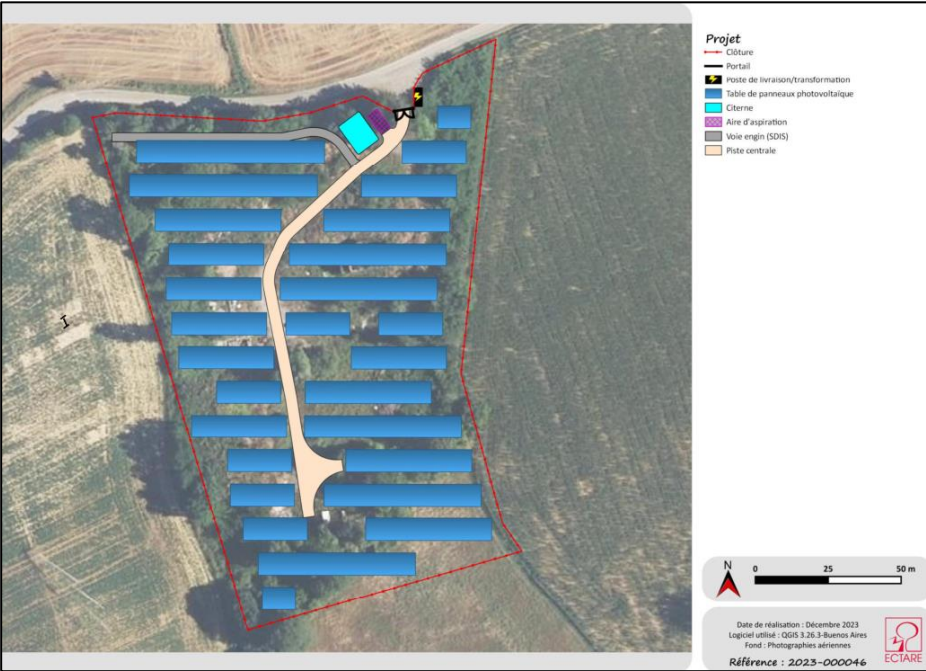 Projet
Clôture
Portail
Poste de livraison/transformation
Table de panneaux photovoltaïque
Citerne
Aire d'aspiration
Voie engin (SDIS)
Piste centrale
N
0 25 50 m
Date de réalisation : Décembre 2023
Logiciel utilisé : QGIS 3.26.3-Buenos Aires
Fond : Photographies aériennes
Référence : 2023-000046
ECTARE